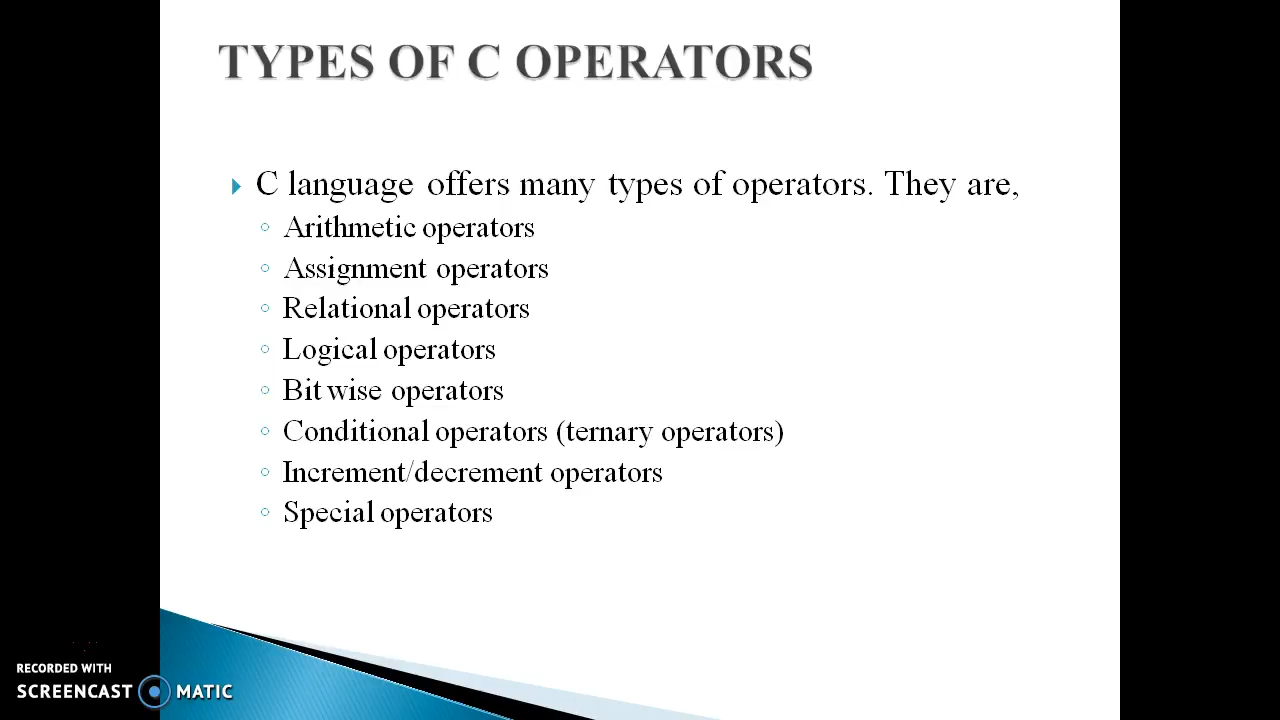 TYPES OF C OPERATORS
C language offers many types of operators. They are,
Arithmetic operators
Assignment operators
Relational operators
Logical operators
Bit wise operators
Conditional operators (ternary operators)
Increment/decrement operators
Special operators
RECORDED WITH
SCREENCAST MATIC